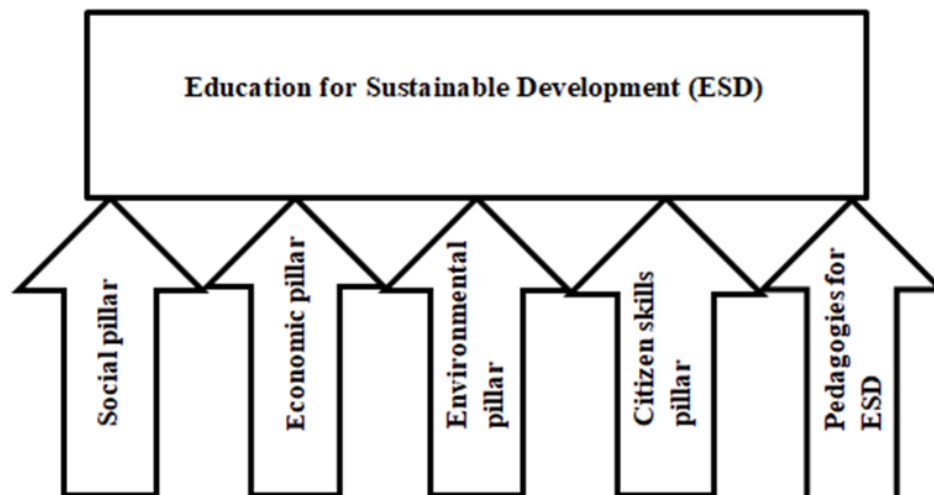 Education for Sustainable Development (ESD)
Social pillar
Economic pillar
Environmental
pillar
Citizen skills
pillar
Pedagogies for
ESD